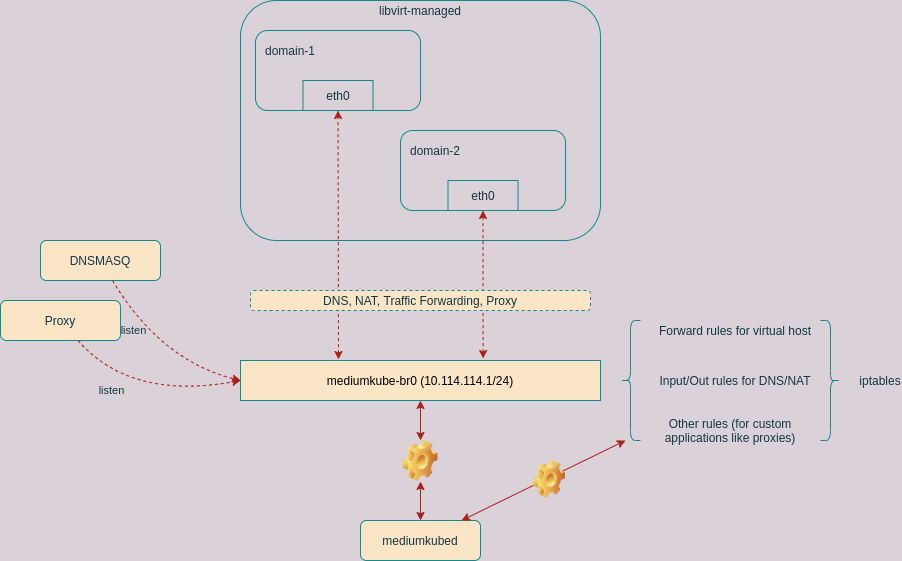 libvirt-managed
domain-1
eth0
domain-2
eth0
DNSMASQ
Proxy
listen
listen
DNS, NAT, Traffic Forwarding, Proxy
mediumkube-br0 (10.114.114.1/24)
Forward rules for virtual host
Input/Out rules for DNS/NAT
Other rules (for custom
applications like proxies)
iptables
mediumkubed